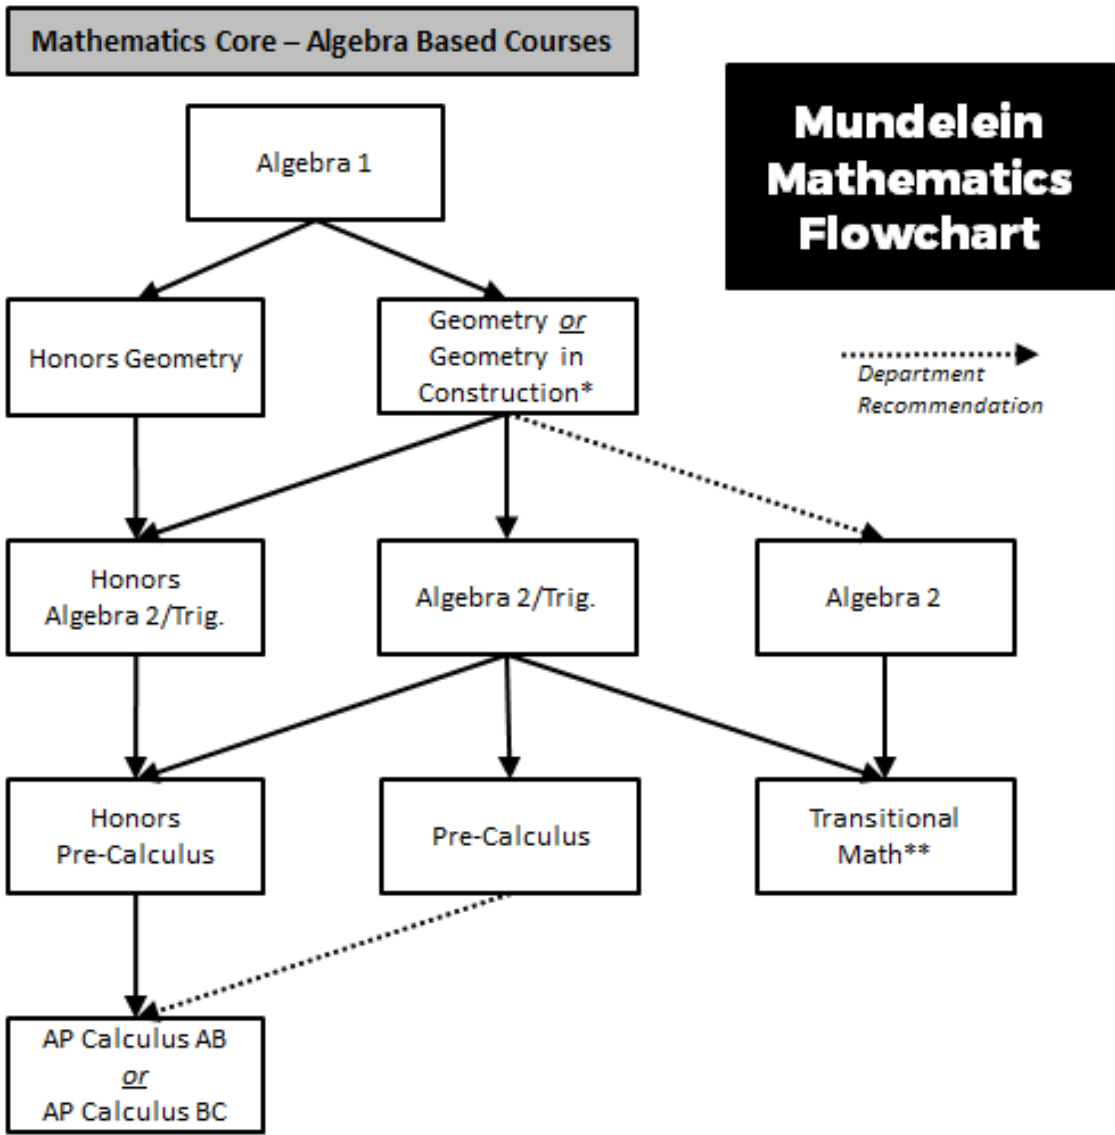 Mathematics Core – Algebra Based Courses
Mundelein
Mathematics
Flowchart
Algebra 1
Honors Geometry
Geometry or
Geometry in
Construction*
Department
Recommendation
Honors
Algebra 2/Trig.
Algebra 2/Trig.
Algebra 2
Honors
Pre-Calculus
Pre-Calculus
Transitional
Math**
AP Calculus AB
or
AP Calculus BC